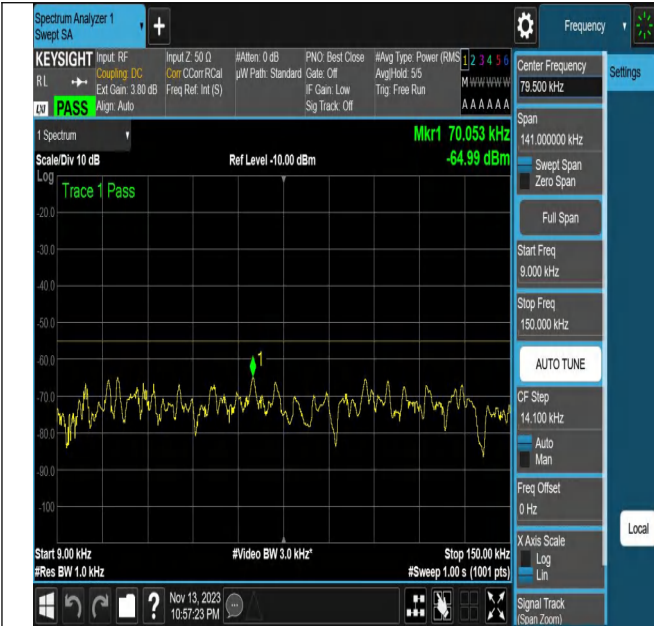 Spectrum Analyzer 1
Swept SA
+
Frequency
KEYSIGHT
RL
LXI
PASS
Input: RF
Coupling: DC
Ext Gain: 3.80 dB
Align: Auto
Input Z: 50 Ω
Corr CCorr RCal
Freq Ref: Int (S)
#Atten: 0 dB
µW Path: Standard
PNO: Best Close
Gate: Off
IF Gain: Low
Sig Track: Off
#Avg Type: Power (RMS
Avg|Hold: 5/5
Trig: Free Run
1 2 3 4 5 6
M W W W W W
A A A A A A
1 Spectrum
Scale/Div 10 dB
Ref Level -10.00 dBm
Mkr1 70.053 kHz
-64.99 dBm
Log
Trace 1 Pass
-20.0
-30.0
-40.0
-50.0
-60.0
-70.0
-80.0
-90.0
-100
1
Start 9.00 kHz
#Video BW 3.0 kHz*
Stop 150.00 kHz
#Res BW 1.0 kHz
#Sweep 1.00 s (1001 pts)
?
Nov 13, 2023
10:57:23 PM
Center Frequency
79.500 kHz
Settings
Span
141.000000 kHz
Swept Span
Zero Span
Full Span
Start Freq
9.000 kHz
Stop Freq
150.000 kHz
AUTO TUNE
CF Step
14.100 kHz
Auto
Man
Freq Offset
0 Hz
Local
X Axis Scale
Log
Lin
Signal Track
(Span Zoom)